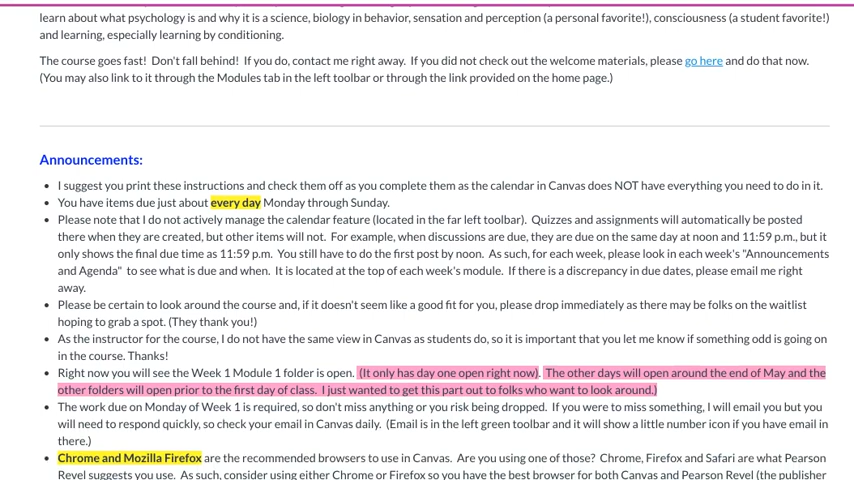 learn about what psychology is and why it is a science, biology in behavior, sensation and perception (a personal favorite!), consciousness (a student favorite!)
and learning, especially learning by conditioning.
The course goes fast!  Don't fall behind!  If you do, contact me right away.  If you did not check out the welcome materials, please go here and do that now.
(You may also link to it through the Modules tab in the left toolbar or through the link provided on the home page.)
Announcements:
• I suggest you print these instructions and check them off as you complete them as the calendar in Canvas does NOT have everything you need to do in it.
• You have items due just about every day Monday through Sunday.
• Please note that I do not actively manage the calendar feature (located in the far left toolbar).  Quizzes and assignments will automatically be posted
there when they are created, but other items will not.  For example, when discussions are due, they are due on the same day at noon and 11:59 p.m., but it
only shows the final due time as 11:59 p.m.  You still have to do the first post by noon.  As such, for each week, please look in each week's "Announcements
and Agenda"  to see what is due and when.  It is located at the top of each week's module.  If there is a discrepancy in due dates, please email me right
away.
• Please be certain to look around the course and, if it doesn't seem like a good fit for you, please drop immediately as there may be folks on the waitlist
hoping to grab a spot. (They thank you!)
• As the instructor for the course, I do not have the same view in Canvas as students do, so it is important that you let me know if something odd is going on
in the course. Thanks!
• Right now you will see the Week 1 Module 1 folder is open.  (It only has day one open right now).  The other days will open around the end of May and the
other folders will open prior to the first day of class.  I just wanted to get this part out to folks who want to look around.)
• The work due on Monday of Week 1 is required, so don't miss anything or you risk being dropped.  If you were to miss something, I will email you but you
will need to respond quickly, so check your email in Canvas daily.  (Email is in the left green toolbar and it will show a little number icon if you have email in
there.)
• Chrome and Mozilla Firefox are the recommended browsers to use in Canvas.  Are you using one of those?  Chrome, Firefox and Safari are what Pearson
Revel suggests you use.  As such, consider using either Chrome or Firefox so you have the best browser for both Canvas and Pearson Revel (the publisher